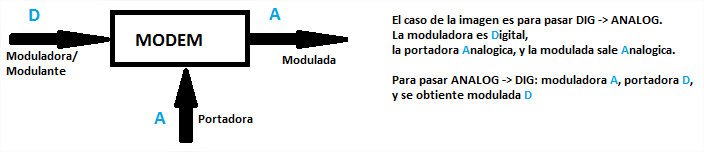 D
A
MODEM
Moduladora/
Modulante
Modulada
A
Portadora
El caso de la imagen es para pasar DIG -> ANALOG.
La moduladora es Digital,
la portadora Analogica, y la modulada sale Analogica.
Para pasar ANALOG -> DIG: moduladora A, portadora D,
y se obtiente modulada D